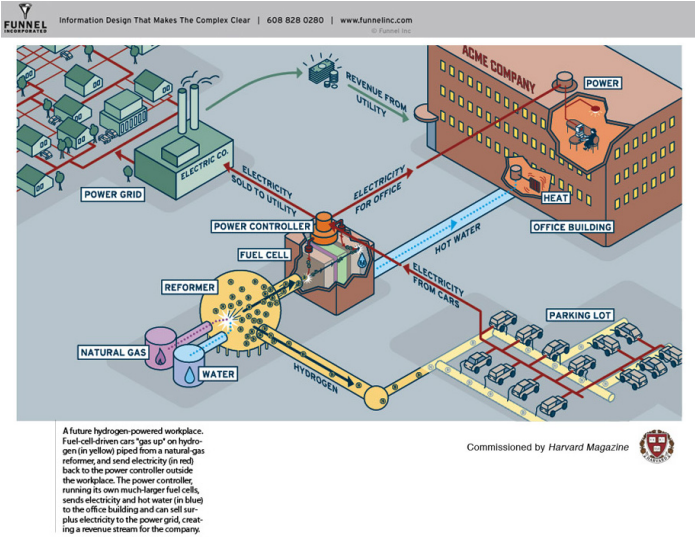 FUNNEL
INCORPORATED
Information Design That Makes The Complex Clear | 608 828 0280 | www.funnelinc.com
© Funnel Inc
ACME COMPANY
POWER
REVENUE FROM
UTILITY
ELECTRIC CO.
POWER GRID
ELECTRICITY
SOLD TO UTILITY
ELECTRICITY
FOR OFFICE
HEAT
POWER CONTROLLER
OFFICE BUILDING
HOT WATER
FUEL CELL
ELECTRICITY
FROM CARS
REFORMER
PARKING LOT
NATURAL GAS
WATER
HYDROGEN
A future hydrogen-powered workplace.
Fuel-cell-driven cars "gas up" on hydro-
gen (in yellow) piped from a natural-gas
reformer, and send electricity (in red)
back to the power controller outside
the workplace. The power controller,
running its own much-larger fuel cells,
sends electricity and hot water (in blue)
to the office building and can sell sur-
plus electricity to the power grid, creat-
ing a revenue stream for the company.
Commissioned by Harvard Magazine